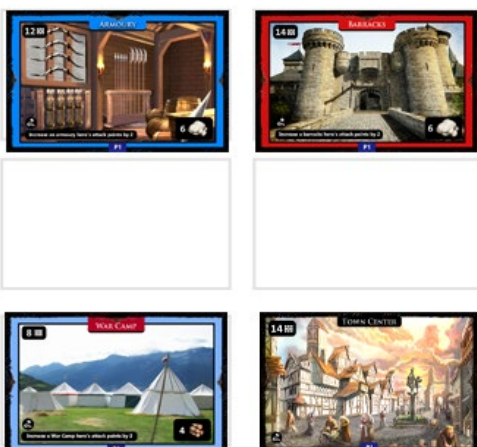 ARMOURY
12
Increase an armoury hero's attack points by 2
6
P1
BARRACKS
14
Increase a barracks hero's attack points by 2
6
P1
WAR CAMP
8
Increase a War Camp hero's attack points by 2
4
TOWN CENTER
14